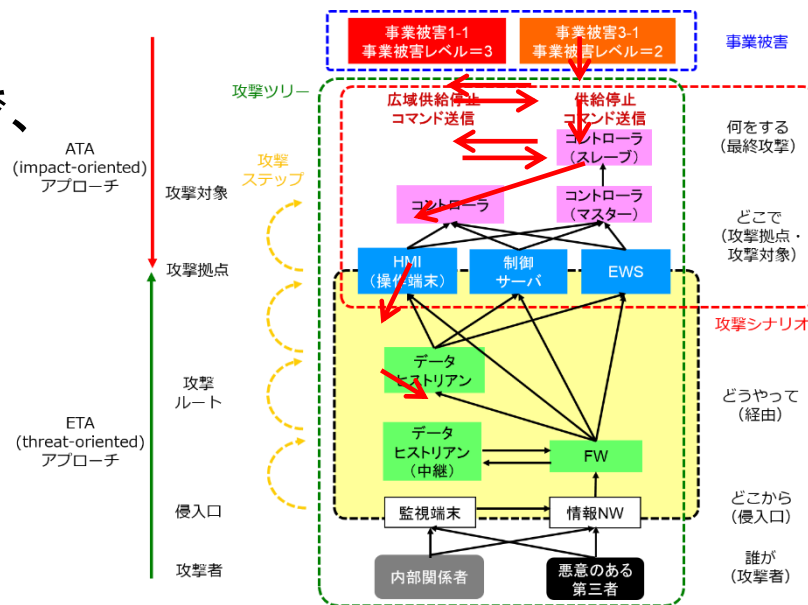 事業被害1-1
事業被害レベル=3
事業被害3-1
事業被害レベル=2
事業被害
攻撃ツリー
広域供給停止
コマンド送信
供給停止
コマンド送信
何をする
(最終攻撃)
、
ATA
(impact-oriented)
アプローチ
攻撃
ステップ
コントローラ
(スレーブ)
攻撃対象
コントローラ
コントローラ
(マスター)
どこで
(攻撃拠点・
攻撃対象)
攻撃拠点
HMI
(操作端末)
制御
サーバ
EWS
攻撃シナリオ
データ
ヒストリアン
攻撃
ルート
どうやって
(経由)
ETA
(threat-oriented)
アプローチ
データ
ヒストリアン
(中継)
FW
侵入口
監視端末
情報NW
どこから
(侵入口)
攻撃者
内部関係者
悪意のある
第三者
誰が
(攻撃者)